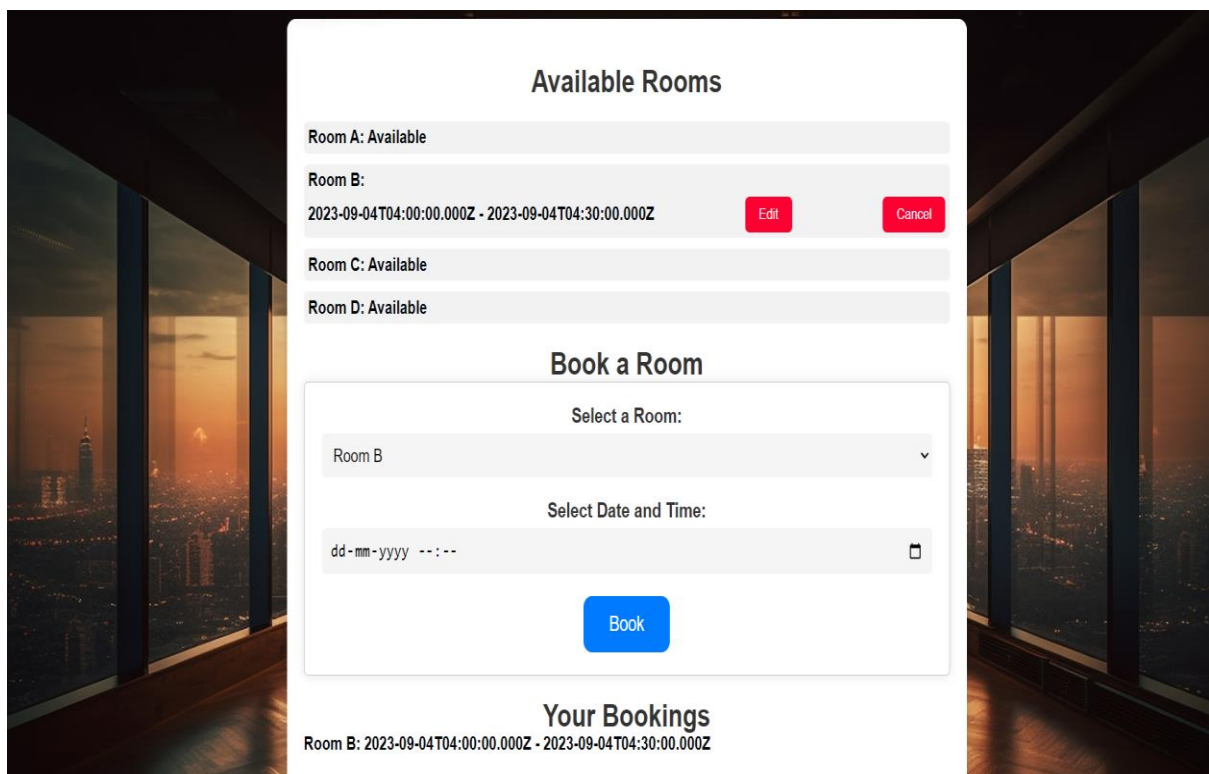 Available Rooms
Room A: Available
Room B:
2023-09-04T04:00:00.000Z - 2023-09-04T04:30:00.000Z Edit Cancel
Room C: Available
Room D: Available
Book a Room
Select a Room:
Room B
Select Date and Time:
dd-mm-yyyy --:--
Book
Your Bookings
Room B: 2023-09-04T04:00:00.000Z - 2023-09-04T04:30:00.000Z